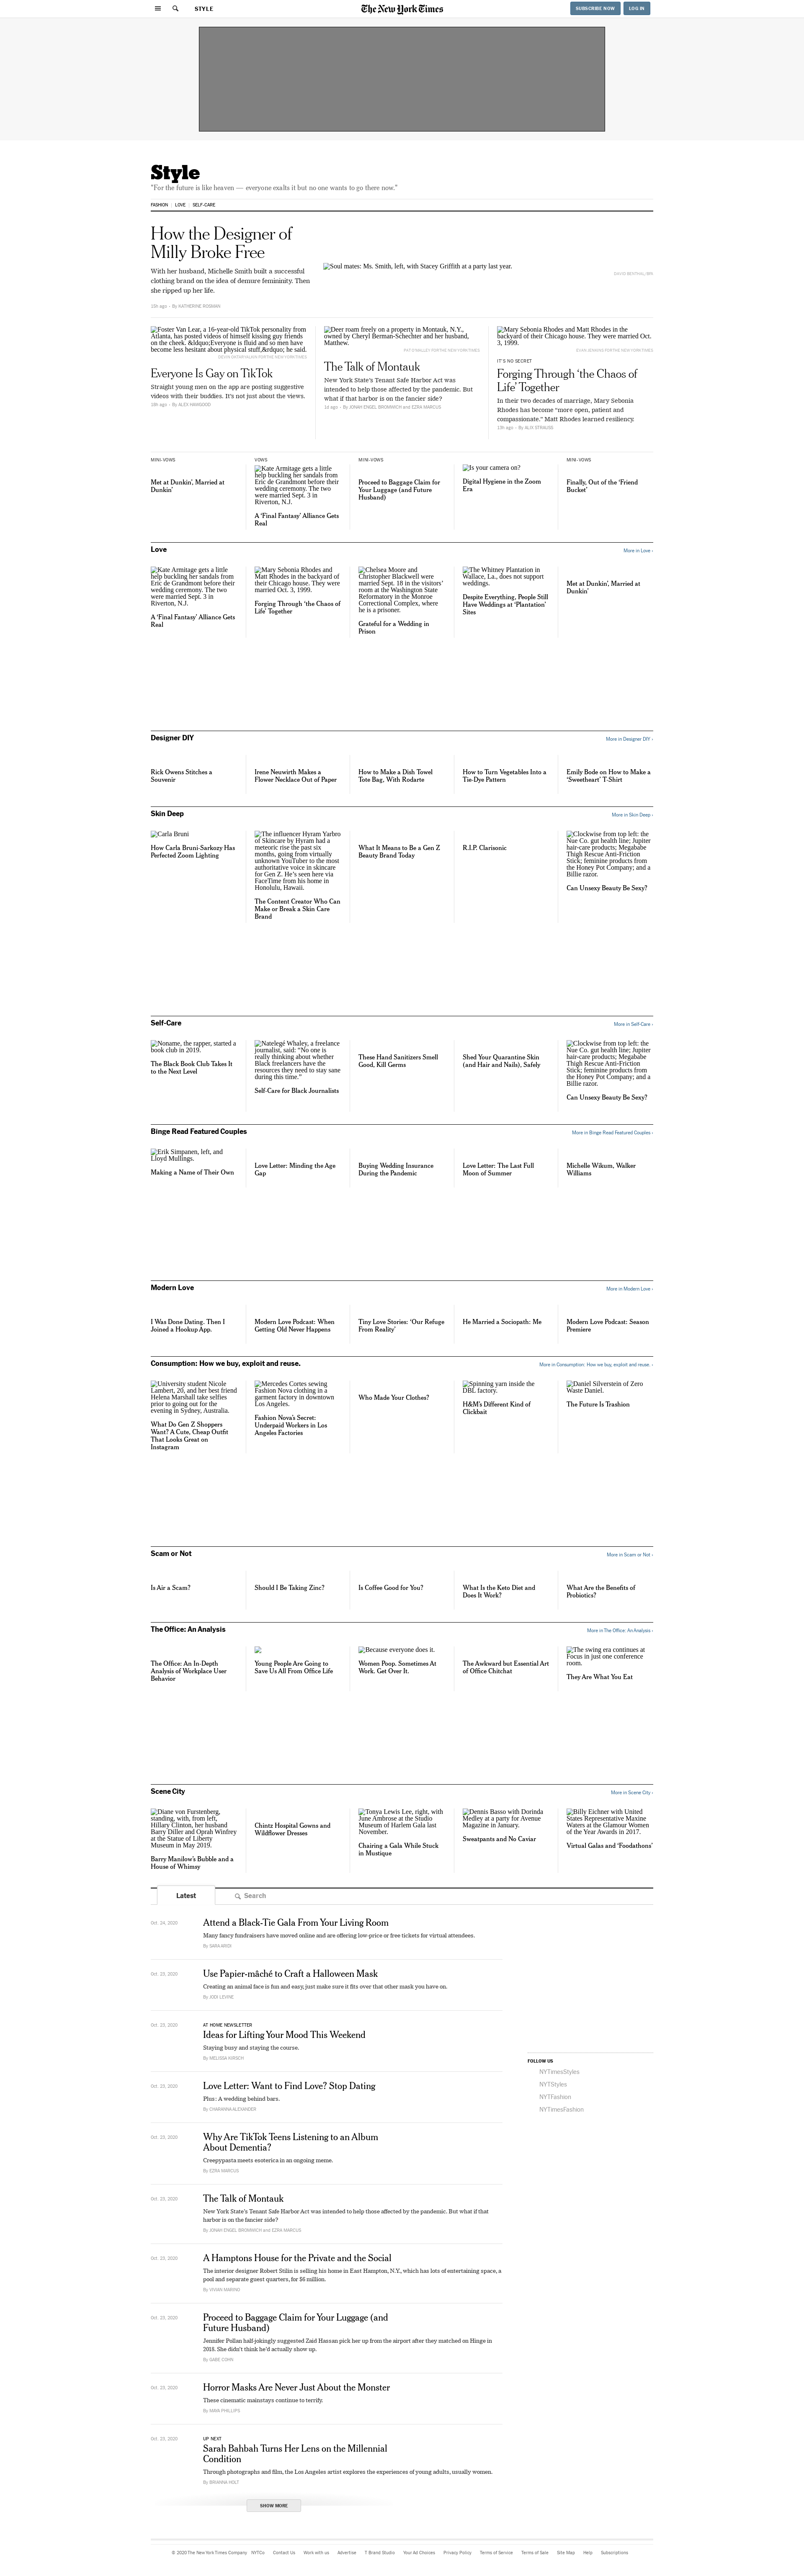 STYLE
The New York Times
SUBSCRIBE NOW
LOG IN
Style
"For the future is like heaven — everyone exalts it but no one wants to go there now."
FASHION | LOVE | SELF-CARE
How the Designer of
Milly Broke Free
With her husband, Michelle Smith built a successful
clothing brand on the idea of demure femininity. Then
she ripped up her life.
By KATHERINE ROSMAN
Soul mates: Ms. Smith, left, with Stacey Griffith at a party last year.
Foster Van Lear, a 16-year-old TikTok personality from
Atlanta, has posted videos of himself kissing guy friends
on the cheek. &ldquo;Everyone is fluid and so men have
become less hesitant about physical stuff,&rdquo; he said.
Everyone Is Gay on TikTok
Straight young men on the app are posting suggestive
videos with their buddies. It's not just about the views.
By ALEX HAWGOOD
Deer roam freely on a property in Montauk, N.Y.,
owned by Cheryl Berman-Schechter and her husband,
Matthew.
The Talk of Montauk
New York State's Tenant Safe Harbor Act was
intended to help those affected by the pandemic. But
what if that harbor is on the fancier side?
1d ago - By JONAH ENGEL BROMWICH and EZRA MARCUS
Mary Sebonia Rhodes and Matt Rhodes in the
backyard of their Chicago house. They were married Oct.
3, 1999.
IT'S NO SECRET
Forging Through 'the Chaos of
Life' Together
In their two decades of marriage, Mary Sebonia
Rhodes has become "more open, patient and
compassionate." Matt Rhodes learned resiliency.
By ALIX STRAUSS
MINI-VOWS
Met at Dunkin', Married at
Dunkin'
VOWS
Kate Armitage gets a little
help buckling her sandals from
Eric de Grandmont before their
wedding ceremony. The two
were married Sept. 3 in
Riverton, N.J.
A 'Final Fantasy' Alliance Gets
Real
MINI-VOWS
Proceed to Baggage Claim for
Your Luggage (and Future
Husband)
Is your camera on?
Digital Hygiene in the Zoom
Era
MINI-VOWS
Finally, Out of the 'Friend
Bucket'
Love
More in Love ›
Kate Armitage gets a little
help buckling her sandals from
Eric de Grandmont before their
wedding ceremony. The two
were married Sept. 3 in
Riverton, N.J.
A 'Final Fantasy' Alliance Gets
Real
Mary Sebonia Rhodes and
Matt Rhodes in the backyard of
their Chicago house. They were
married Oct. 3, 1999.
Forging Through 'the Chaos of
Life' Together
Chelsea Moore and
Christopher Blackwell were
married Sept. 18 in the visitors'
room at the Washington State
Reformatory in the Monroe
Correctional Complex, where
he is a prisoner.
Grateful for a Wedding in
Prison
The Whitney Plantation in
Wallace, La., does not support
weddings.
Despite Everything, People Still
Have Weddings at 'Plantation'
Sites
Met at Dunkin', Married at
Dunkin'
Designer DIY
More in Designer DIY ›
Rick Owens Stitches a
Souvenir
Irene Neuwirth Makes a
Flower Necklace Out of Paper
How to Make a Dish Towel
Tote Bag, With Rodarte
How to Turn Vegetables Into a
Tie-Dye Pattern
Emily Bode on How to Make a
'Sweetheart' T-Shirt
Skin Deep
More in Skin Deep ›
Carla Bruni
How Carla Bruni-Sarkozy Has
Perfected Zoom Lighting
The influencer Hyram Yarbro
of Skincare by Hyram had a
meteoric rise the past six
months, going from virtually
unknown YouTuber to the most
authoritative voice in skincare
for Gen Z. He's seen here via
FaceTime from his home in
Honolulu, Hawaii.
The Content Creator Who Can
Make or Break a Skin Care
Brand
What It Means to Be a Gen Z
Beauty Brand Today
R.I.P. Clarisonic
Clockwise from top left: the
Nue Co. gut health line; Jupiter
hair-care products; Megababe
Thigh Rescue Anti-Friction
Stick; feminine products from
the Honey Pot Company; and a
Billie razor.
Can Unsexy Beauty Be Sexy?
Self-Care
More in Self-Care ›
Noname, the rapper, started a
book club in 2019.
The Black Book Club Takes It
to the Next Level
Natelegé Whaley, a freelance
journalist, said: "No one is
really thinking about whether
Black freelancers have the
resources they need to stay sane
during this time."
Self-Care for Black Journalists
These Hand Sanitizers Smell
Good, Kill Germs
Shed Your Quarantine Skin
(and Hair and Nails), Safely
Clockwise from top left: the
Nue Co. gut health line; Jupiter
hair-care products; Megababe
Thigh Rescue Anti-Friction
Stick; feminine products from
the Honey Pot Company; and a
Billie razor.
Can Unsexy Beauty Be Sexy?
Binge Read Featured Couples
More in Binge Read Featured Couples ›
Erik Simpanen, left, and
Lloyd Mullings.
Making a Name of Their Own
Love Letter: Minding the Age
Gap
Buying Wedding Insurance
During the Pandemic
Love Letter: The Last Full
Moon of Summer
Michelle Wikum, Walker
Williams
Modern Love
More in Modern Love ›
I Was Done Dating. Then I
Joined a Hookup App.
Modern Love Podcast: When
Getting Old Never Happens
Tiny Love Stories: 'Our Refuge
From Reality'
He Married a Sociopath: Me
Modern Love Podcast: Season
Premiere
Consumption: How we buy, exploit and reuse.
More in Consumption: How we buy, exploit and reuse. ›
University student Nicole
Lambert, 20, and her best friend
Helena Marshall take selfies
prior to going out for the
evening in Sydney, Australia.
What Do Gen Z Shoppers
Want? A Cute, Cheap Outfit
That Looks Great on
Instagram
Mercedes Cortes sewing
Fashion Nova clothing in a
garment factory in downtown
Los Angeles.
Fashion Nova's Secret:
Underpaid Workers in Los
Angeles Factories
Who Made Your Clothes?
Spinning yarn inside the
DBL factory.
H&M's Different Kind of
Clickbait
Daniel Silverstein of Zero
Waste Daniel.
The Future Is Trashion
Scam or Not
More in Scam or Not ›
Is Air a Scam?
Should I Be Taking Zinc?
Is Coffee Good for You?
What Is the Keto Diet and
Does It Work?
What Are the Benefits of
Probiotics?
The Office: An Analysis
More in The Office: An Analysis ›
The Office: An In-Depth
Analysis of Workplace User
Behavior
Young People Are Going to
Save Us All From Office Life
Because everyone does it.
Women Poop. Sometimes At
Work. Get Over It.
The Awkward but Essential Art
of Office Chitchat
The swing era continues at
Focus in just one conference
room.
They Are What You Eat
Scene City
More in Scene City ›
Diane von Furstenberg,
standing, with, from left,
Hillary Clinton, her husband
Barry Diller and Oprah Winfrey
at the Statue of Liberty
Museum in May 2019.
Barry Manilow's Bubble and a
House of Whimsy
Chintz Hospital Gowns and
Wildflower Dresses
Tonya Lewis Lee, right, with
June Ambrose at the Studio
Museum of Harlem Gala last
November.
Chairing a Gala While Stuck
in Mustique
Dennis Basso with Dorinda
Medley at a party for Avenue
Magazine in January.
Sweatpants and No Caviar
Billy Eichner with United
States Representative Maxine
Waters at the Glamour Women
of the Year Awards in 2017.
Virtual Galas and 'Foodathons'
Latest
Search
Oct. 24, 2020
Attend a Black-Tie Gala From Your Living Room
Many fancy fundraisers have moved online and are offering low-price or free tickets for virtual attendees.
By SARA ARIDI
Oct. 23, 2020
Use Papier-mâché to Craft a Halloween Mask
Creating an animal face is fun and easy, just make sure it fits over that other mask you have on.
By JODI LEVINE
Oct. 23, 2020
AT HOME NEWSLETTER
Ideas for Lifting Your Mood This Weekend
Staying busy and staying the course.
By MELISSA KIRSCH
Oct. 23, 2020
Love Letter: Want to Find Love? Stop Dating
Plus: A wedding behind bars.
By CHARANNA ALEXANDER
Oct. 23, 2020
Why Are TikTok Teens Listening to an Album
About Dementia?
Creepypasta meets esoterica in an ongoing meme.
By EZRA MARCUS
Oct. 23, 2020
The Talk of Montauk
New York State's Tenant Safe Harbor Act was intended to help those affected by the pandemic. But what if that
harbor is on the fancier side?
By JONAH ENGEL BROMWICH and EZRA MARCUS
Oct. 23, 2020
A Hamptons House for the Private and the Social
The interior designer Robert Stilin is selling his home in East Hampton, N.Y., which has lots of entertaining space, a
pool and separate guest quarters, for $6 million.
By VIVIAN MARINO
Oct. 23, 2020
Proceed to Baggage Claim for Your Luggage (and
Future Husband)
Jennifer Pollan half-jokingly suggested Zaid Hassan pick her up from the airport after they matched on Hinge in
2018. She didn't think he'd actually show up.
By GABE COHN
Oct. 23, 2020
Horror Masks Are Never Just About the Monster
These cinematic mainstays continue to terrify.
By MAYA PHILLIPS
Oct. 23, 2020
UP NEXT
Sarah Bahbah Turns Her Lens on the Millennial
Condition
Through photographs and film, the Los Angeles artist explores the experiences of young adults, usually women.
By BRIANNA HOLT
SHOW MORE
FOLLOW US
NYTimesStyles
NYTStyles
NYTFashion
NYTimesFashion
© 2020 The New York Times Company NYTCo Contact Us Work with us Advertise T Brand Studio Your Ad Choices Privacy Policy Terms of Service Terms of Sale Site Map Help Subscriptions